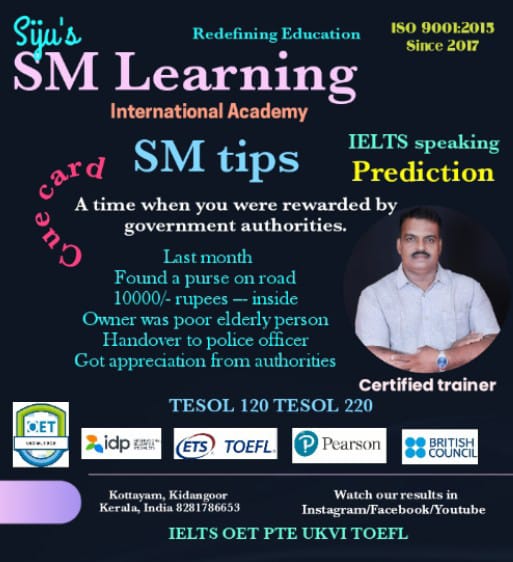 Siju's
Redefining Education
ISO 9001:2015
Since 2017
SM Learning
International Academy
SM tips
IELTS speaking
Prediction
Cue card
A time when you were rewarded by
government authorities.
Last month
Found a purse on road
10000/- rupees --- inside
Owner was poor elderly person
Handover to police officer
Got appreciation from authorities
Certified trainer
TESOL 120 TESOL 220
OET
idp
ETS TOEFL
Pearson
BRITISH
COUNCIL
Kottayam, Kidangoor
Kerala, India 8281786653
Watch our results in
Instagram/Facebook/Youtube
IELTS OET PTE UKVI TOEFL